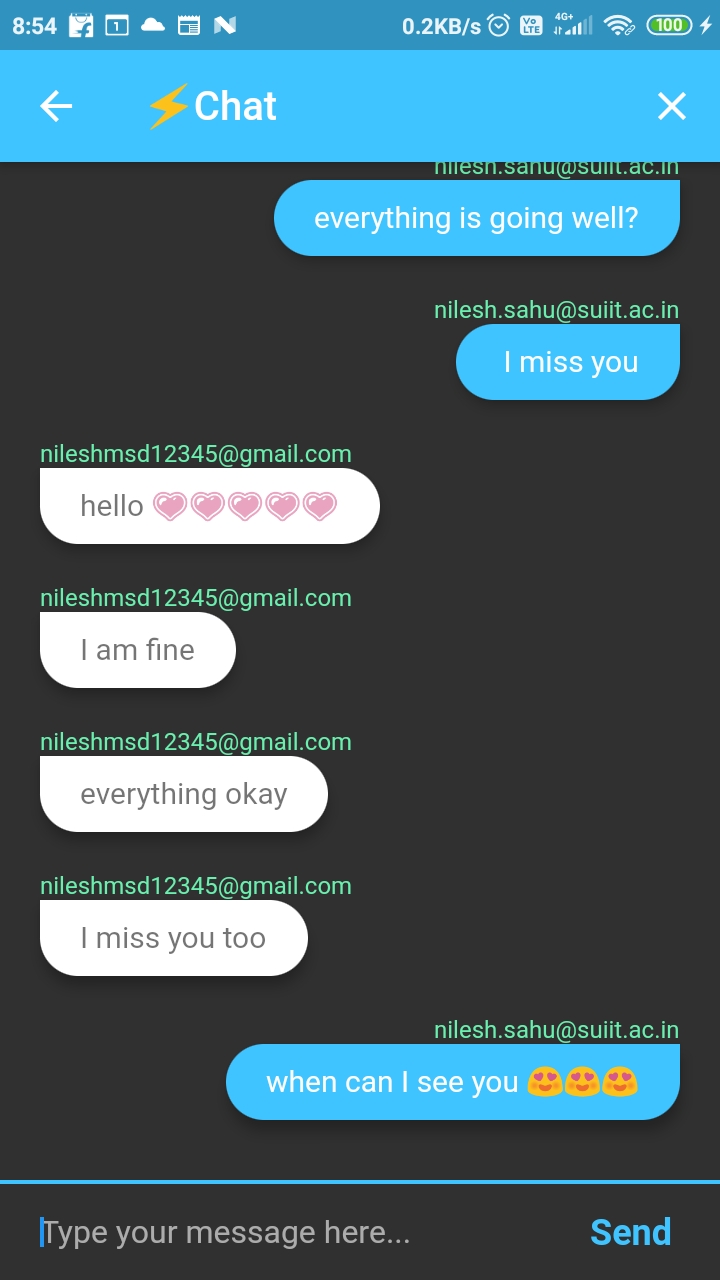 8:54 1 0.2KB/s Vo LTE 4G+ 100
⚡Chat
nilesh.sahu@suiit.ac.in
everything is going well?
nilesh.sahu@suiit.ac.in
I miss you
nileshmsd12345@gmail.com
hello 💗💗💗💗💗
nileshmsd12345@gmail.com
I am fine
nileshmsd12345@gmail.com
everything okay
nileshmsd12345@gmail.com
I miss you too
nilesh.sahu@suiit.ac.in
when can I see you 😍😍😍
Type your message here...
Send